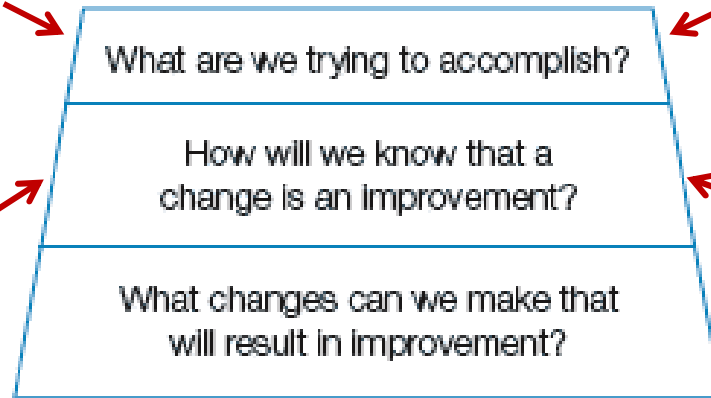 What are we trying to accomplish?
How will we know that a
change is an improvement?
What changes can we make that
will result in improvement?